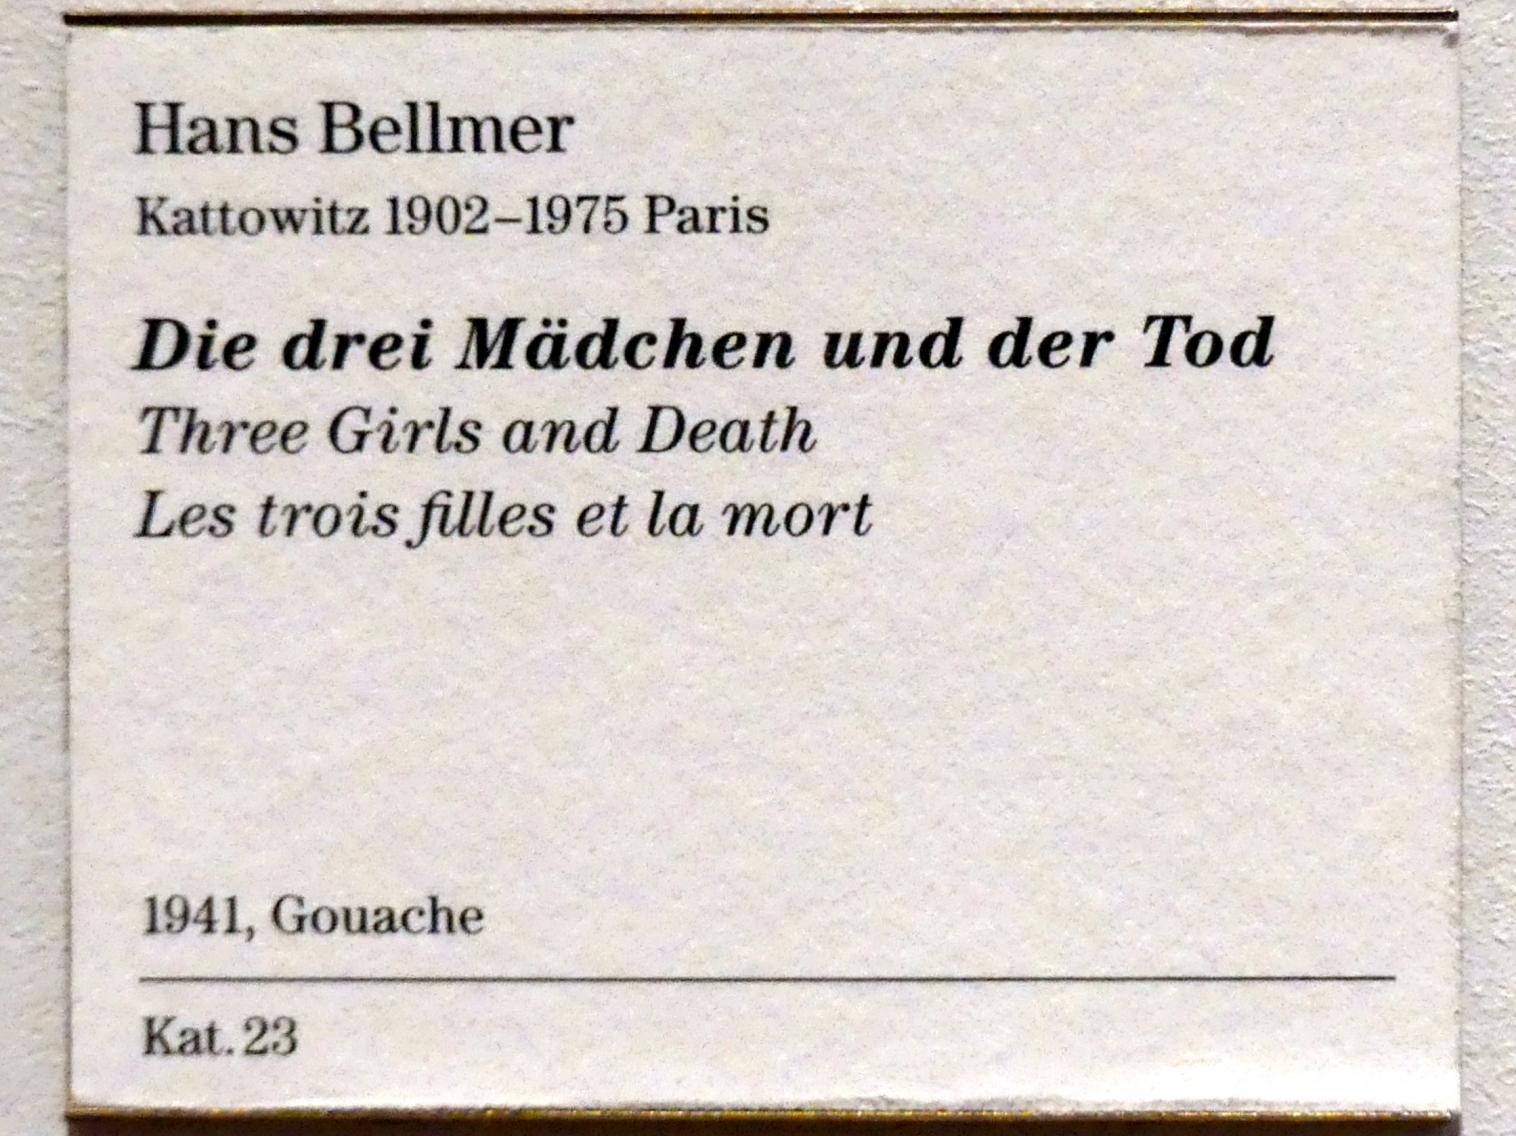 Hans Bellmer
Kattowitz 1902–1975 Paris
Die drei Mädchen und der Tod
Three Girls and Death
Les trois filles et la mort
1941, Gouache
Kat. 23